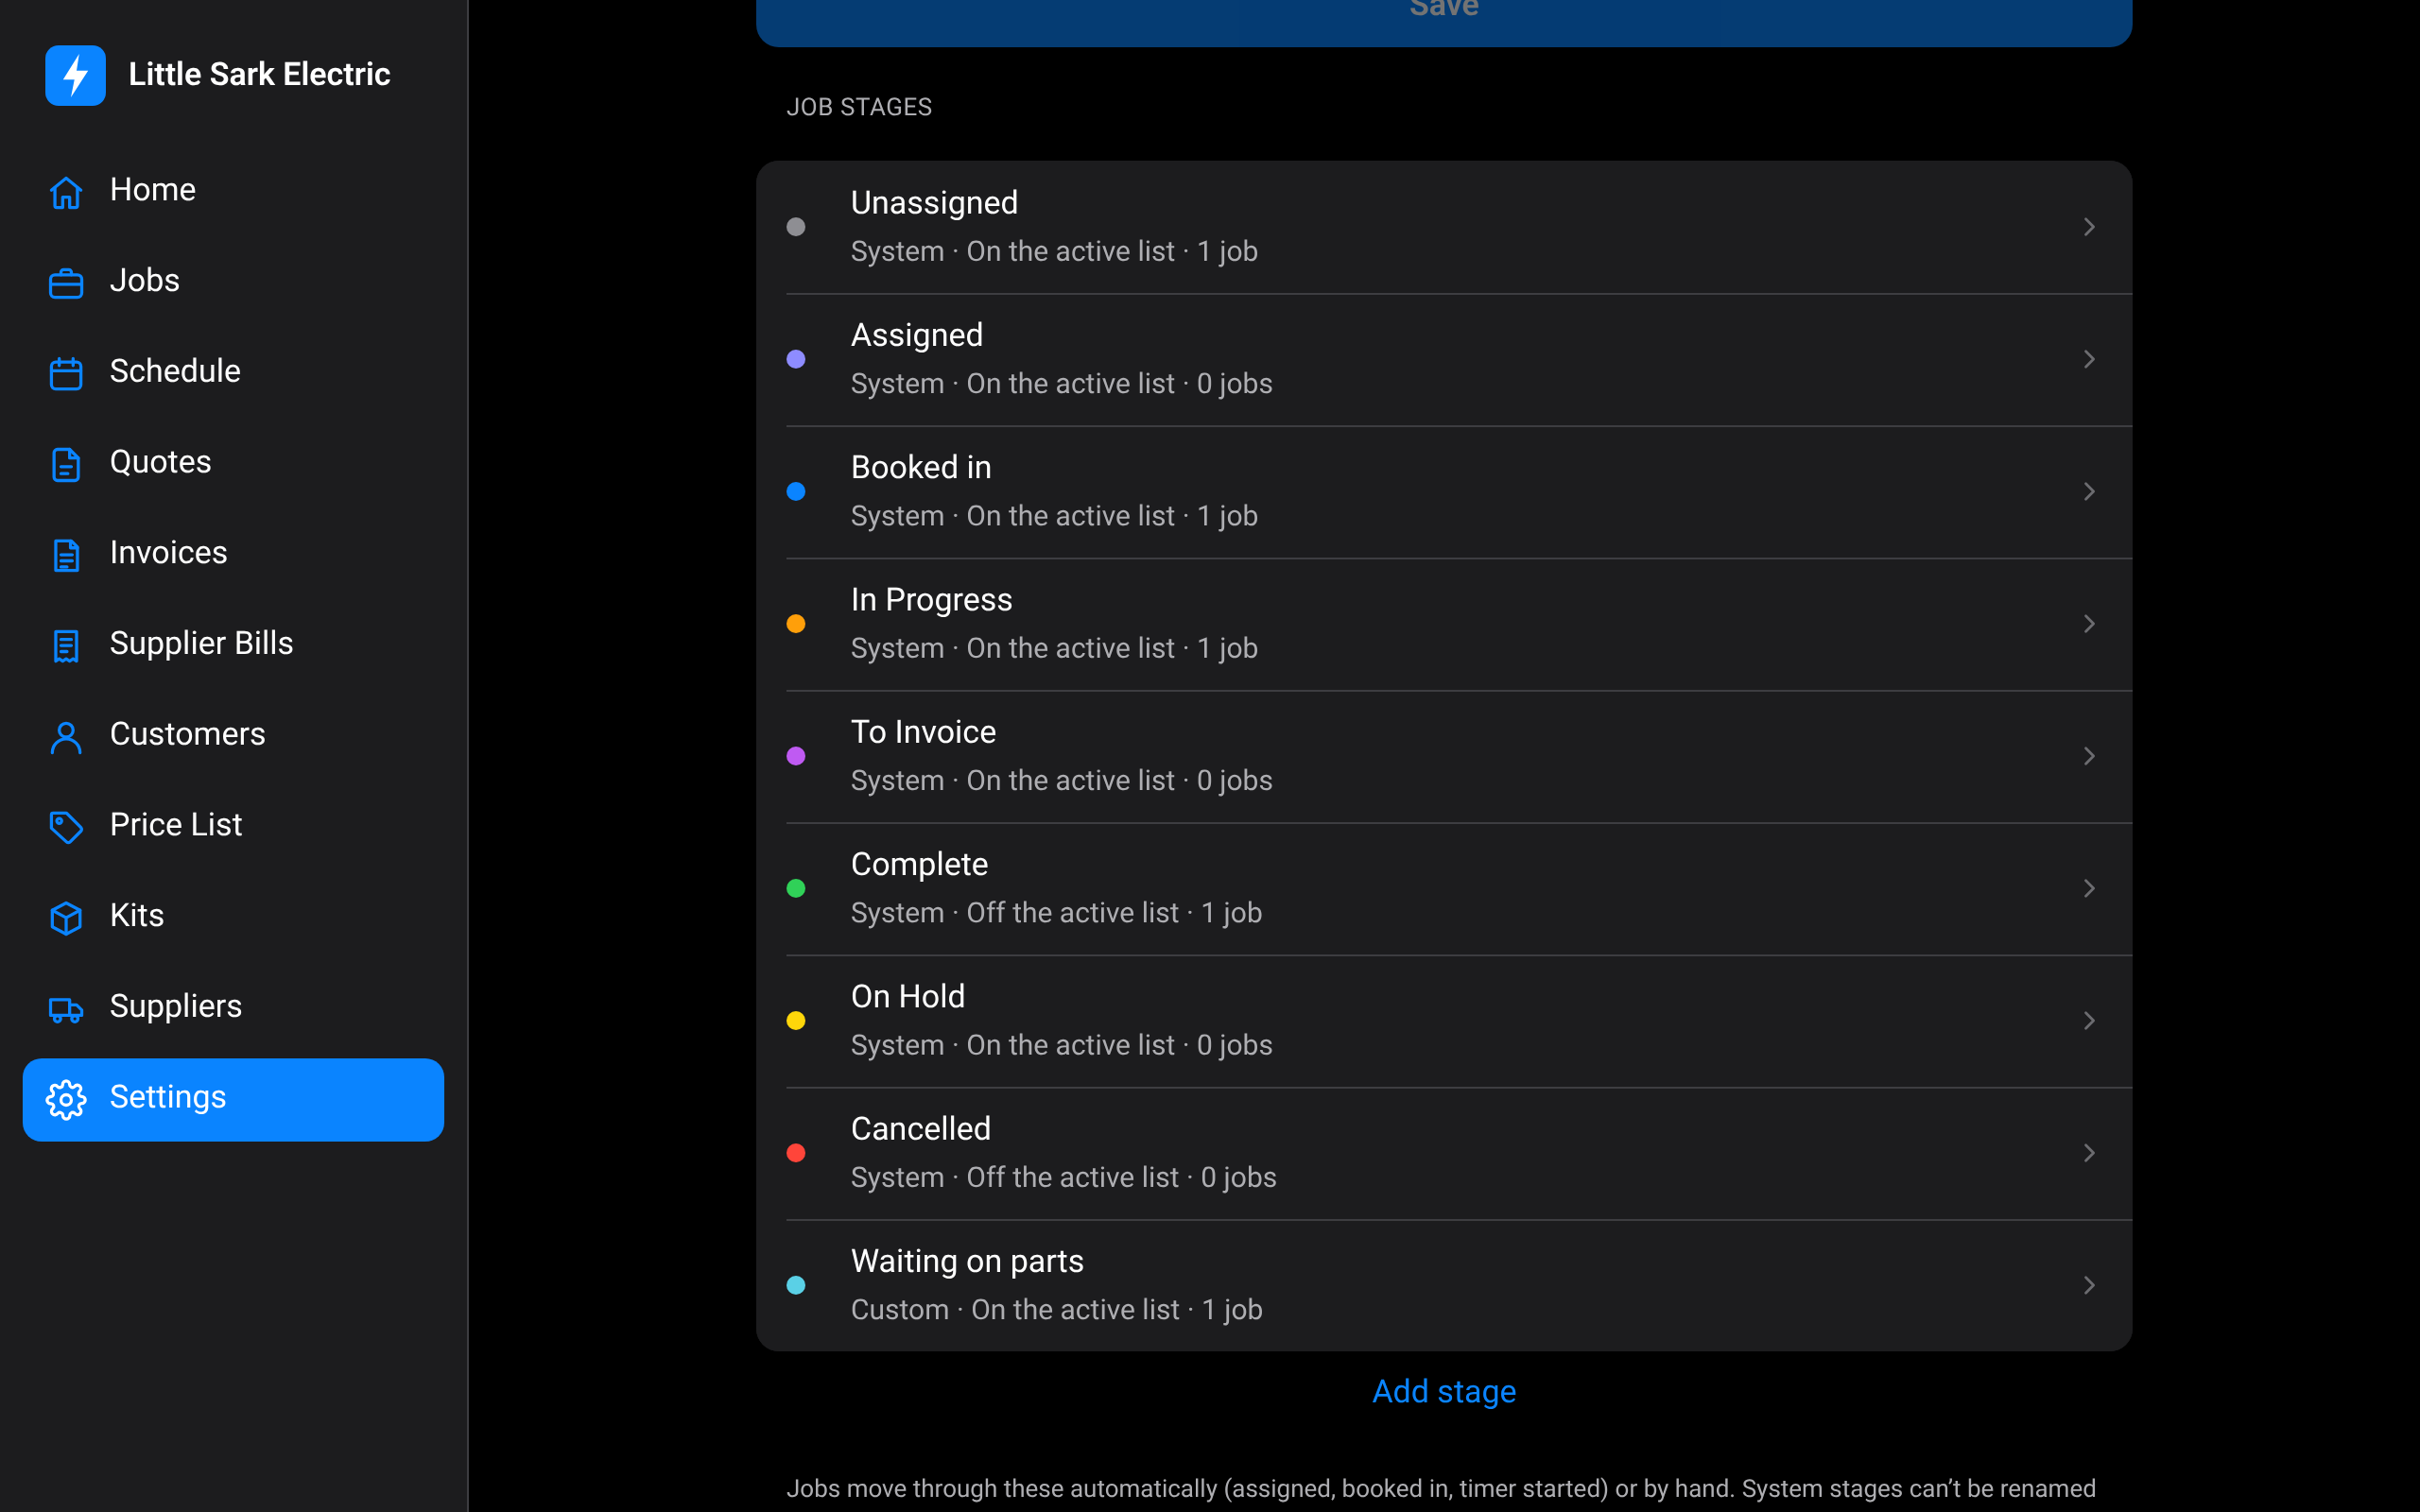 Little Sark Electric
Home
Jobs
Schedule
Quotes
Invoices
Supplier Bills
Customers
Price List
Kits
Suppliers
Settings
Save
JOB STAGES
Unassigned
System · On the active list · 1 job
Assigned
System · On the active list · 0 jobs
Booked in
System · On the active list · 1 job
In Progress
System · On the active list · 1 job
To Invoice
System · On the active list · 0 jobs
Complete
System · Off the active list · 1 job
On Hold
System · On the active list · 0 jobs
Cancelled
System · Off the active list · 0 jobs
Waiting on parts
Custom · On the active list · 1 job
Add stage
Jobs move through these automatically (assigned, booked in, timer started) or by hand. System stages can’t be renamed